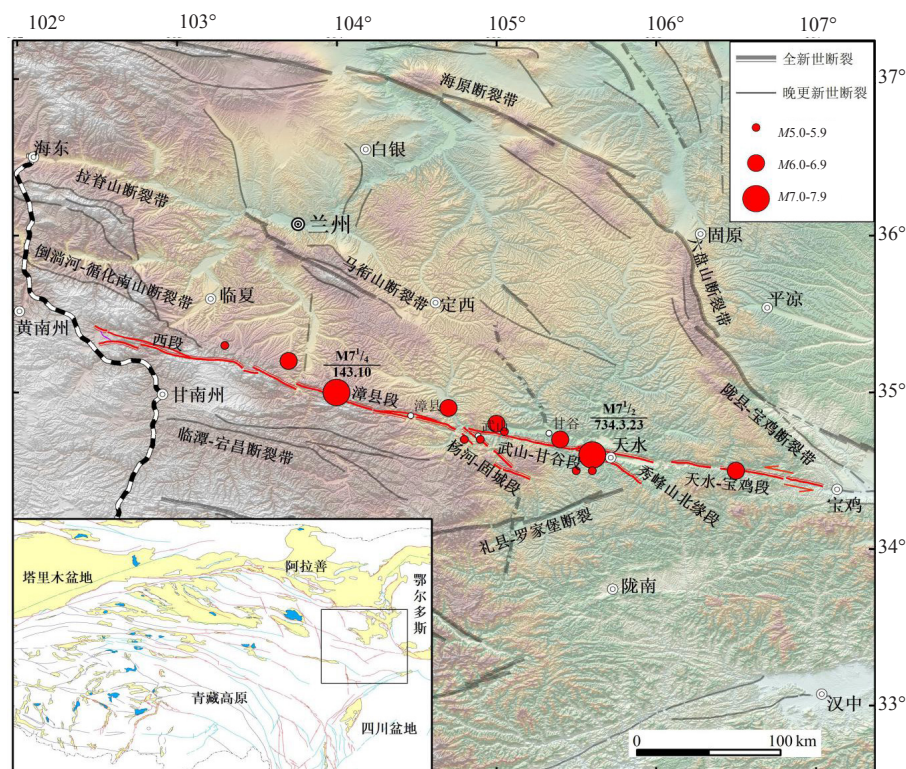 102°
103°
104°
105°
106°
107°
37°
36°
35°
34°
33°
全新世断裂
晚更新世断裂
M5.0-5.9
M6.0-6.9
M7.0-7.9
海原断裂带
海东
白银
拉脊山断裂带
兰州
固原
六盘山断裂带
马衔山断裂带
倒淌河-循化南山断裂带
临夏
定西
平凉
黄南州
西段
M7¹/₄
143.10
甘南州
漳县段
漳县
甘谷
M7¹/₂
734.3.23
陇县-宝鸡断裂带
临潭-宕昌断裂带
武山-甘谷段
天水
杨河-固城段
天水-宝鸡段
秀峰山北缘段
宝鸡
礼县-罗家堡断裂
陇南
汉中
塔里木盆地
阿拉善
鄂尔多斯
青藏高原
四川盆地
0
100 km